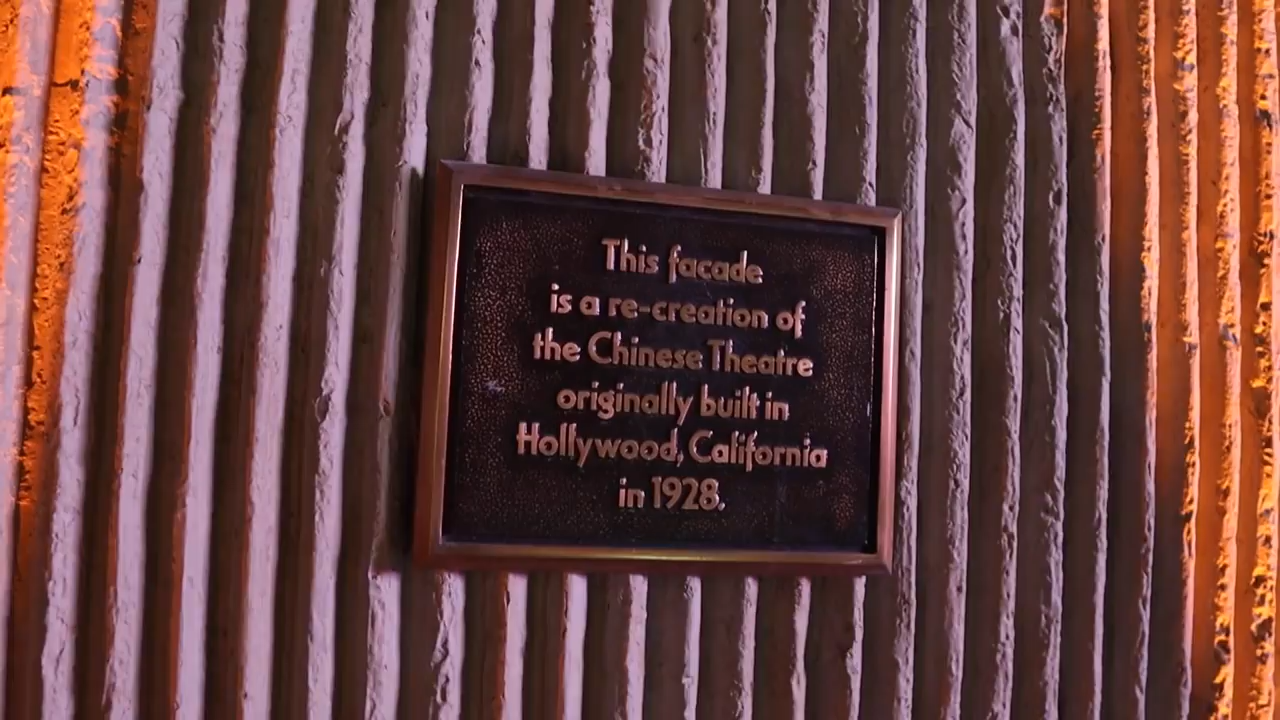 This facade
is a re-creation of
the Chinese Theatre
originally built in
Hollywood, California
in 1928.